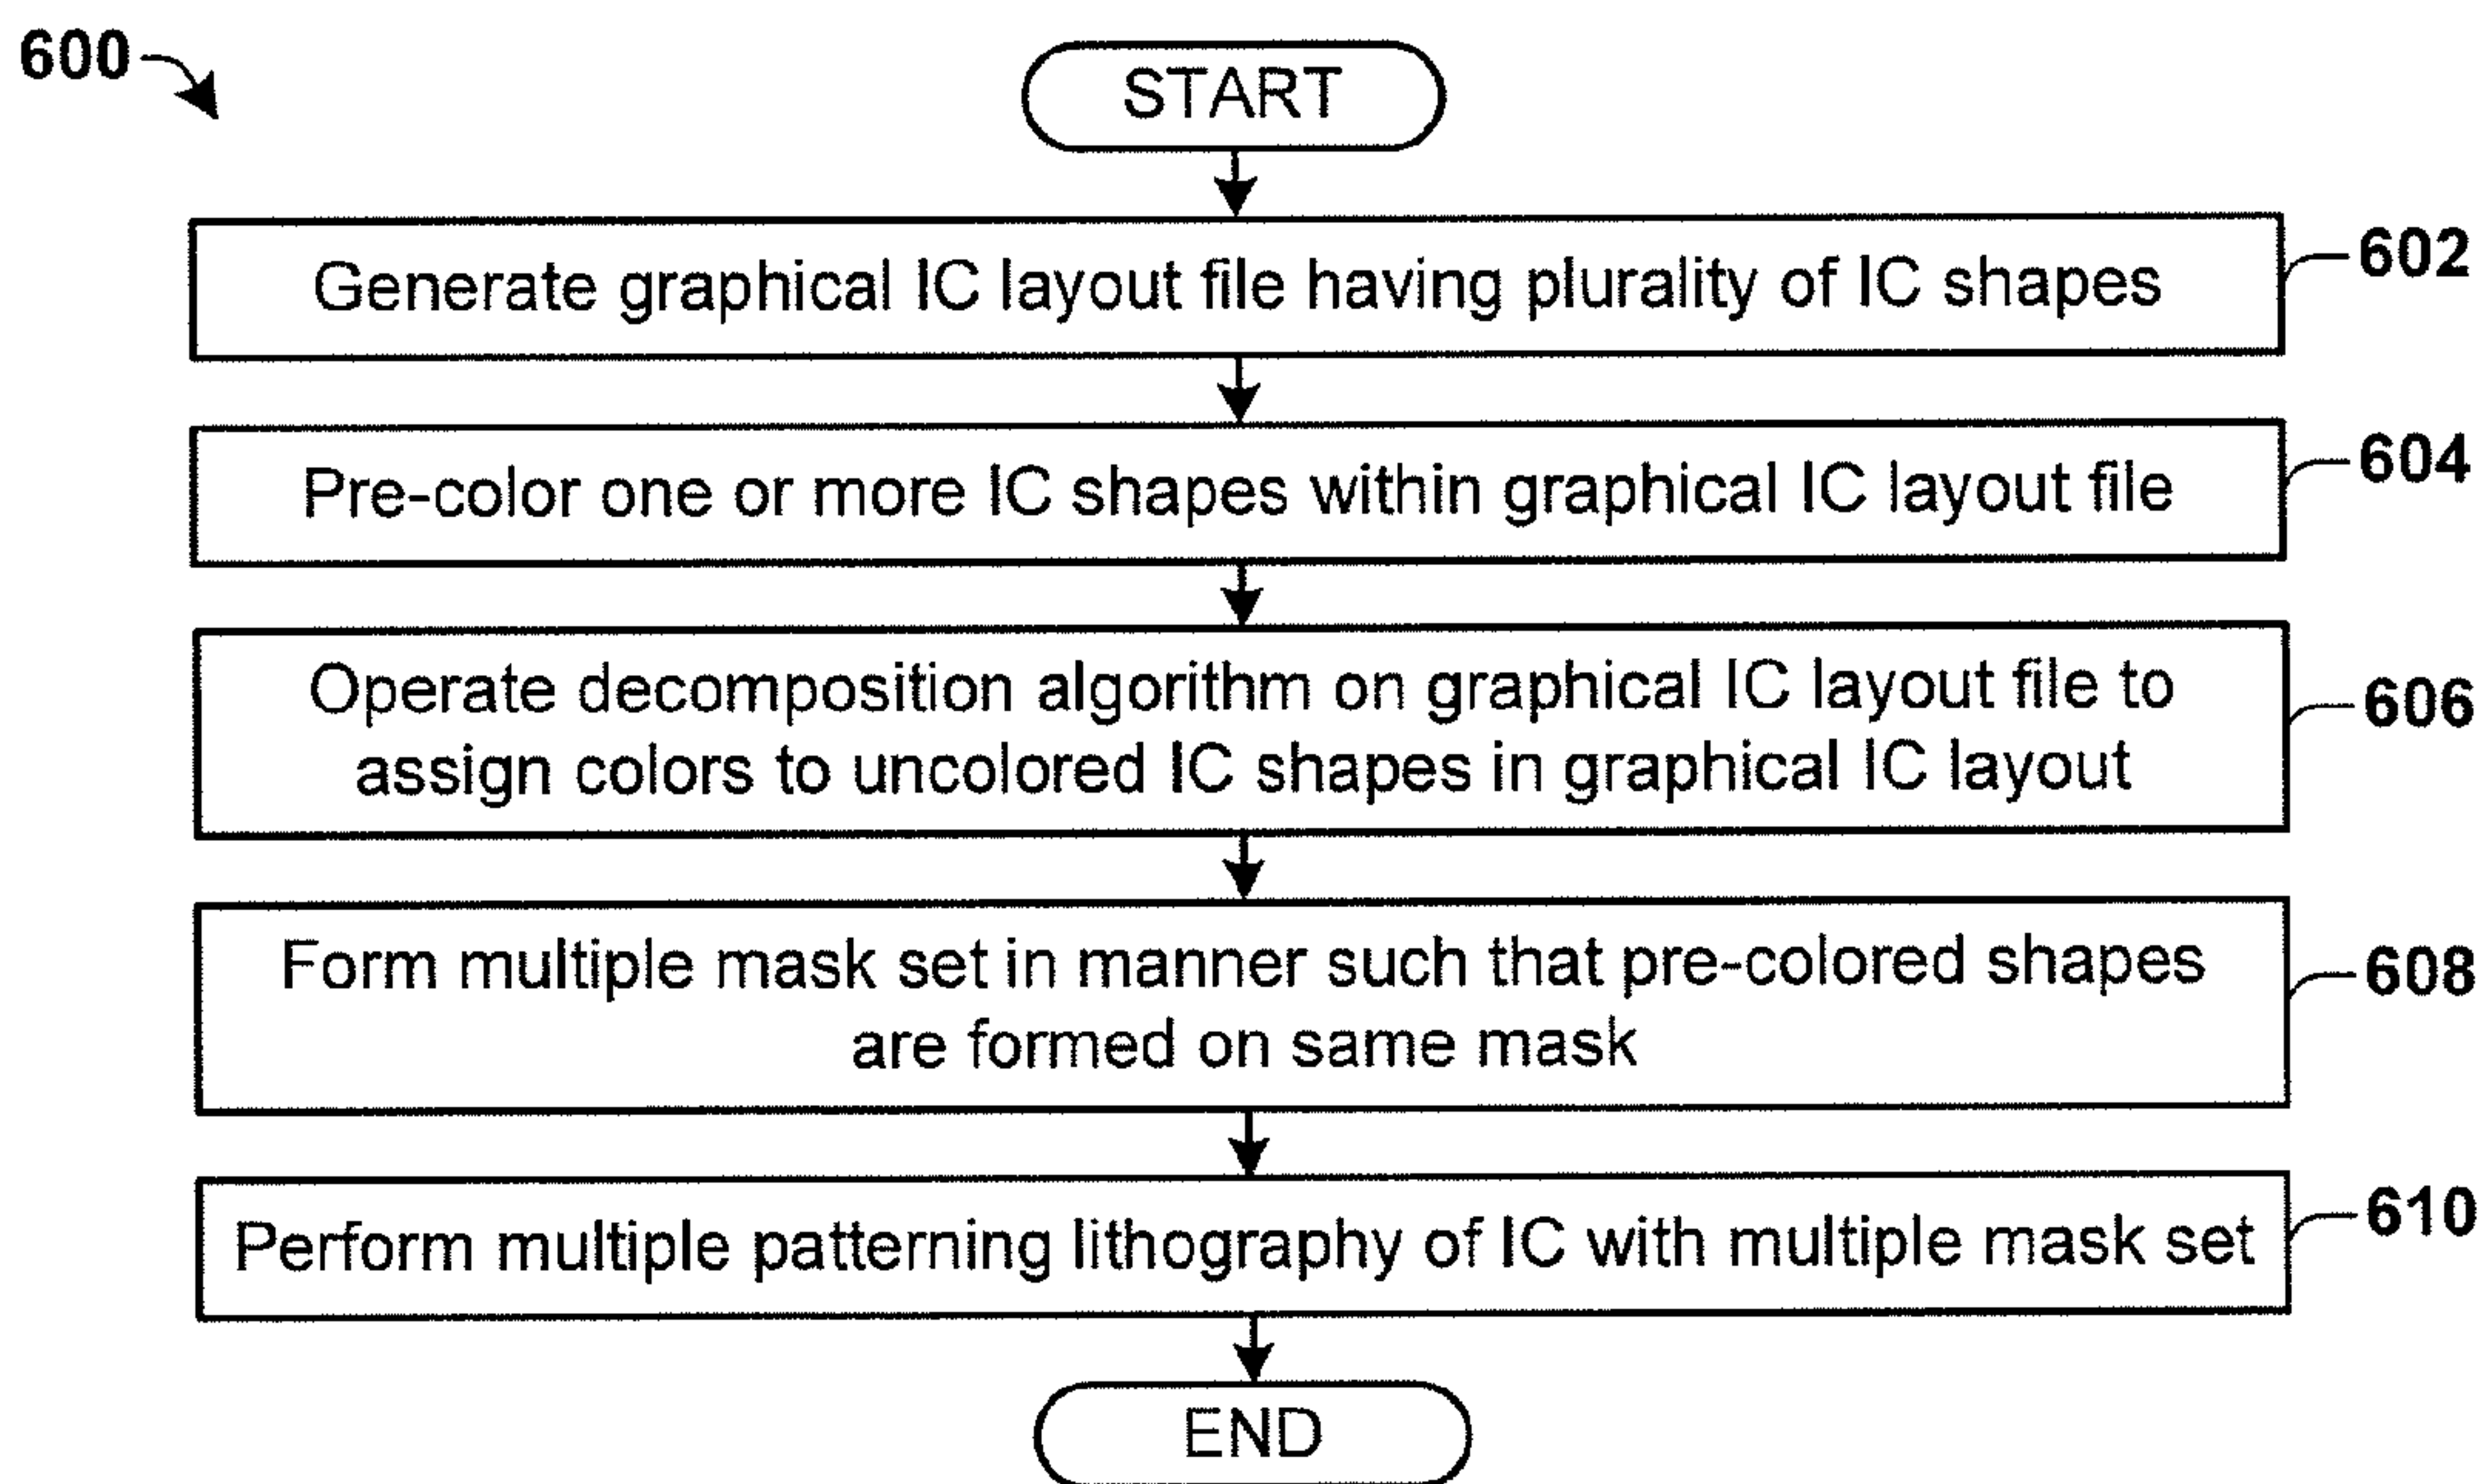 600
START
Generate graphical IC layout file having plurality of IC shapes
602
Pre-color one or more IC shapes within graphical IC layout file
604
Operate decomposition algorithm on graphical IC layout file to
assign colors to uncolored IC shapes in graphical IC layout
606
Form multiple mask set in manner such that pre-colored shapes
are formed on same mask
608
Perform multiple patterning lithography of IC with multiple mask set
610
END